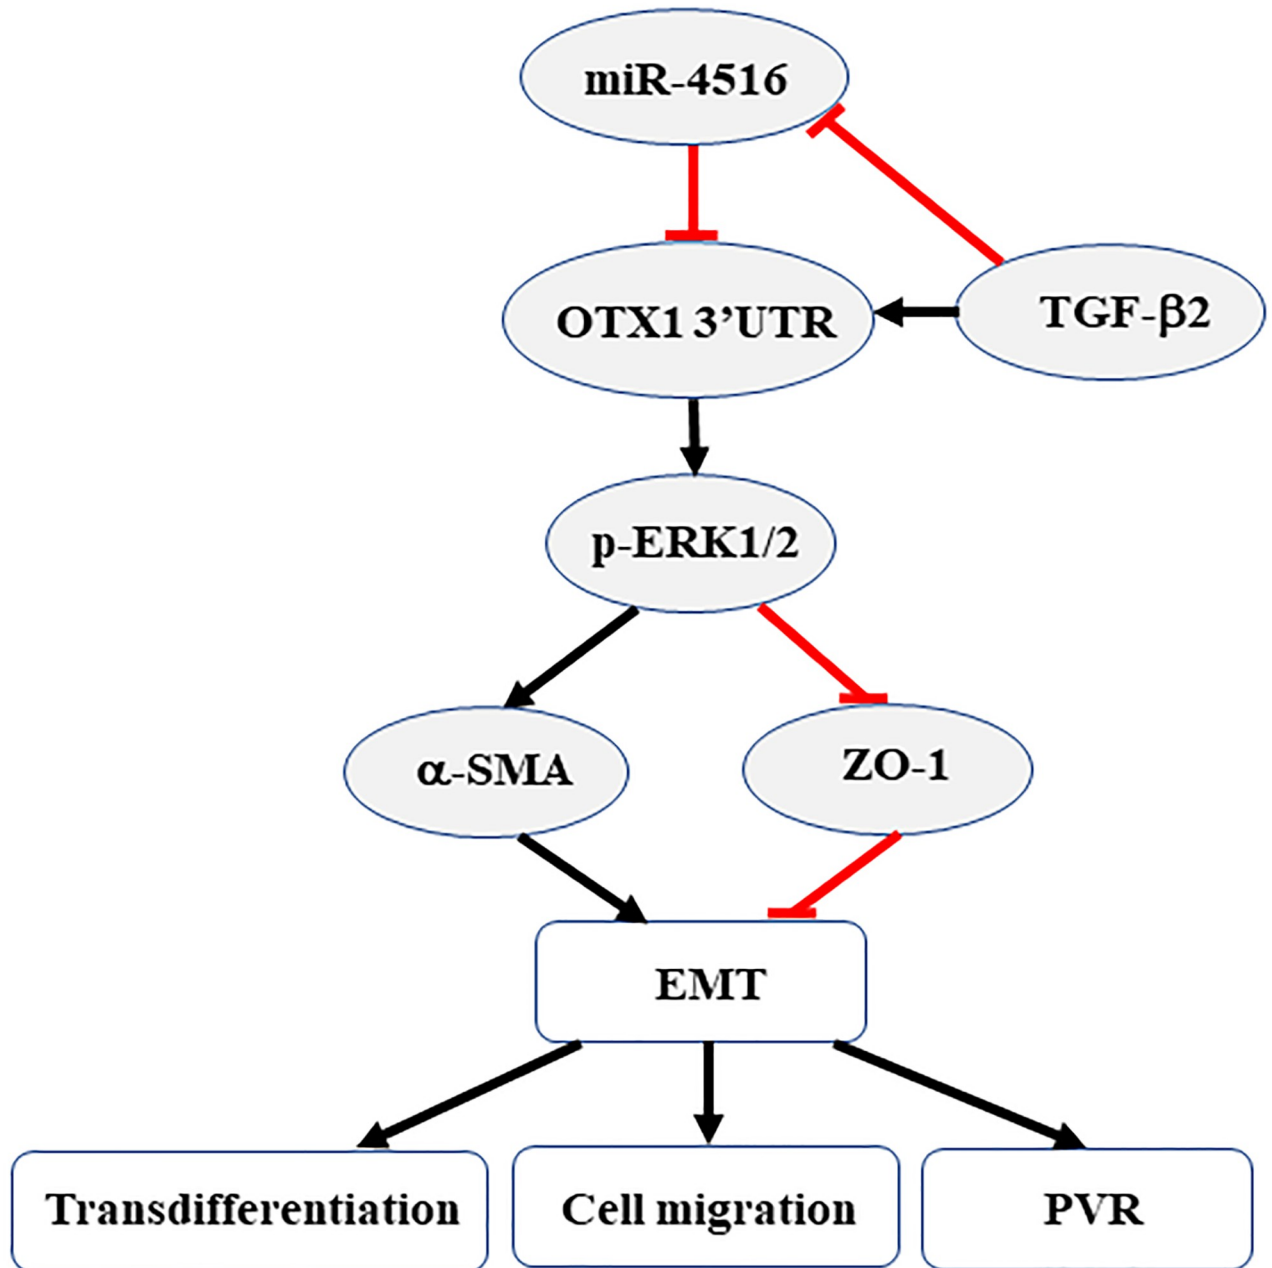 miR-4516
OTX1 3’UTR
TGF-β2
p-ERK1/2
α-SMA
ZO-1
EMT
Transdifferentiation
Cell migration
PVR